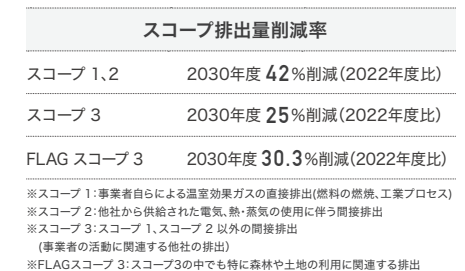 スコープ排出量削減率
スコープ 1、2 2030年度 42%削減（2022年度比）
スコープ 3 2030年度 25%削減（2022年度比）
FLAG スコープ 3 2030年度 30.3%削減（2022年度比）
※スコープ 1：事業者自らによる温室効果ガスの直接排出(燃料の燃焼、工業プロセス)
※スコープ 2：他社から供給された電気、熱・蒸気の使用に伴う間接排出
※スコープ 3：スコープ 1、スコープ 2 以外の間接排出
(事業者の活動に関連する他社の排出)
※FLAGスコープ 3：スコープ3の中でも特に森林や土地の利用に関連する排出